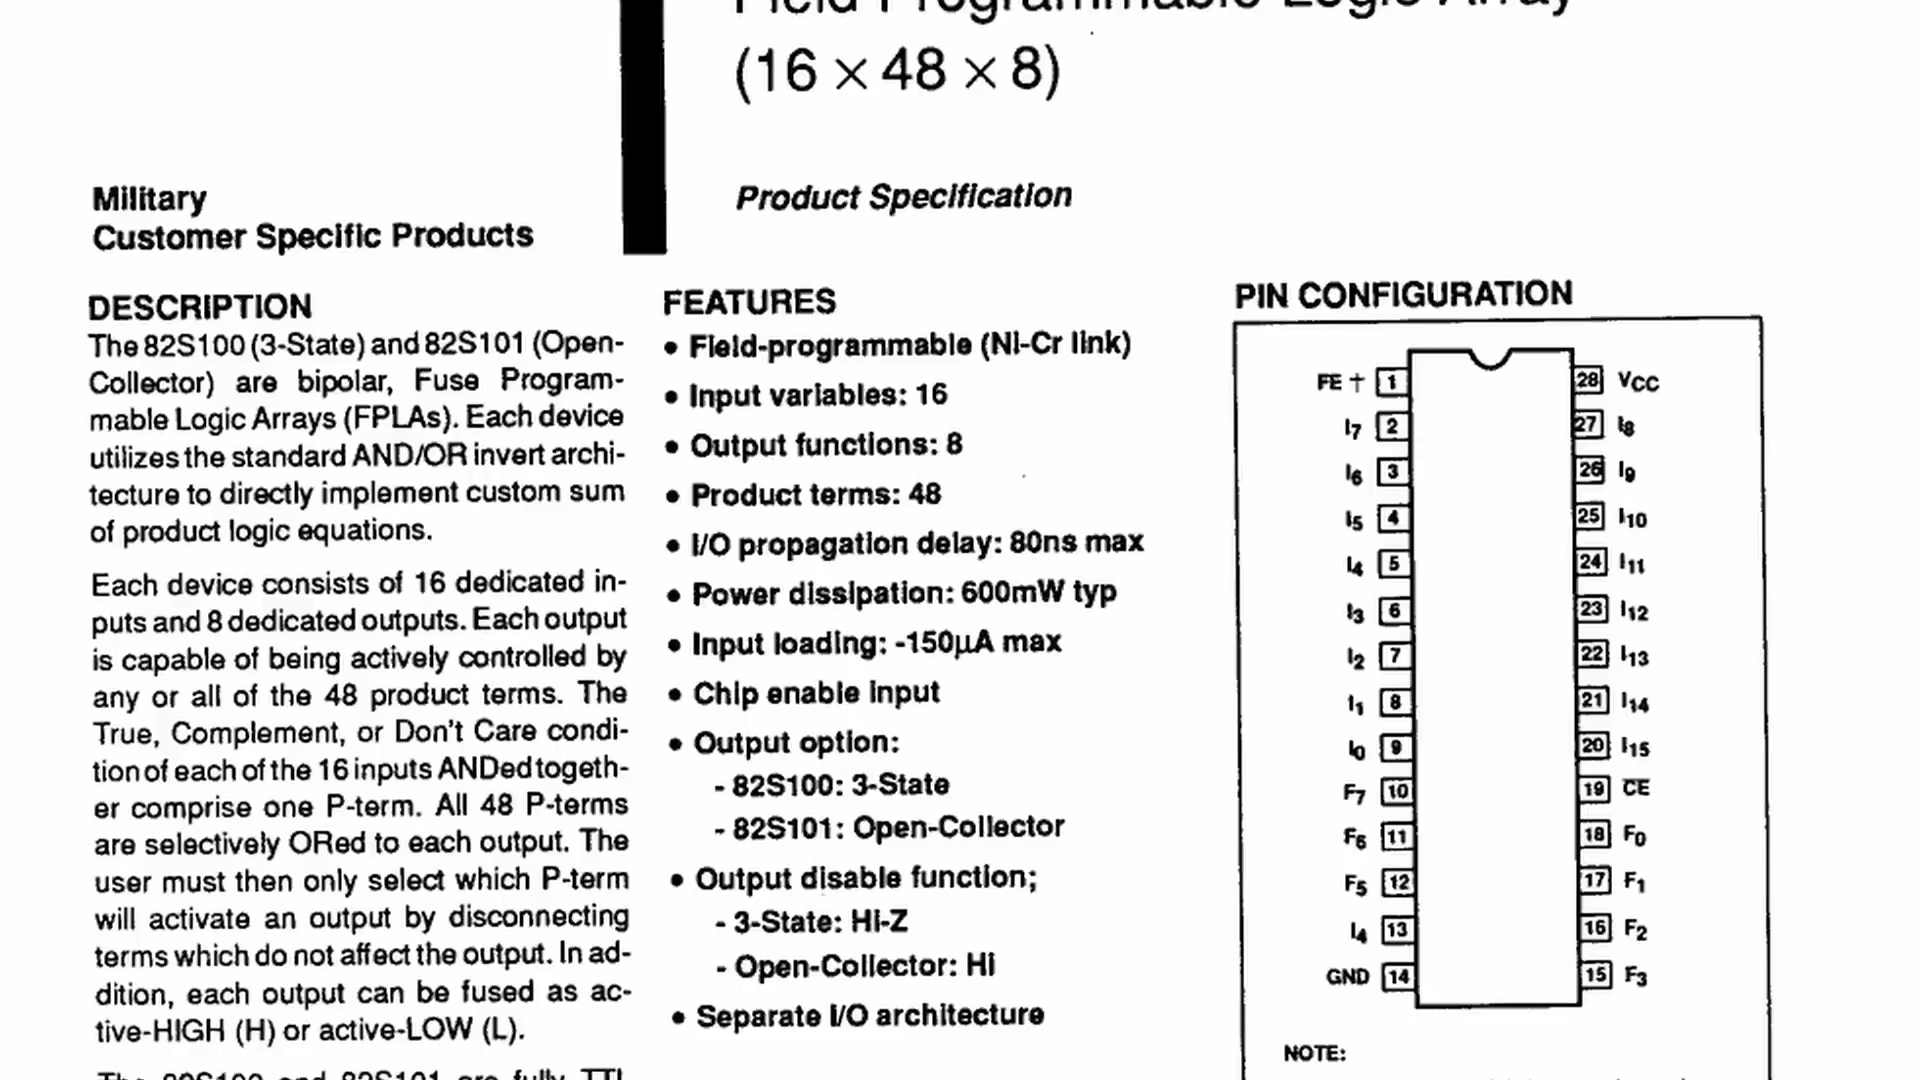 Field Programmable Logic Array
(16 × 48 × 8)
Military
Customer Specific Products
Product Specification
DESCRIPTION
The 82S100 (3-State) and 82S101 (Open-
Collector) are bipolar, Fuse Program-
mable Logic Arrays (FPLAs). Each device
utilizes the standard AND/OR invert archi-
tecture to directly implement custom sum
of product logic equations.
Each device consists of 16 dedicated in-
puts and 8 dedicated outputs. Each output
is capable of being actively controlled by
any or all of the 48 product terms. The
True, Complement, or Don't Care condi-
tion of each of the 16 inputs ANDed togeth-
er comprise one P-term. All 48 P-terms
are selectively ORed to each output. The
user must then only select which P-term
will activate an output by disconnecting
terms which do not affect the output. In ad-
dition, each output can be fused as ac-
tive-HIGH (H) or active-LOW (L).
The 82S100 and 82S101 are fully TTL
FEATURES
• Field-programmable (Ni-Cr link)
• Input variables: 16
• Output functions: 8
• Product terms: 48
• I/O propagation delay: 80ns max
• Power dissipation: 600mW typ
• Input loading: -150μA max
• Chip enable input
• Output option:
- 82S100: 3-State
- 82S101: Open-Collector
• Output disable function;
- 3-State: Hi-Z
- Open-Collector: Hi
• Separate I/O architecture
PIN CONFIGURATION
FE † 1 28 VCC
I7 2 27 I8
I6 3 26 I9
I5 4 25 I10
I4 5 24 I11
I3 6 23 I12
I2 7 22 I13
I1 8 21 I14
I0 9 20 I15
F7 10 19 C̅E̅
F6 11 18 F0
F5 12 17 F1
I4 13 16 F2
GND 14 15 F3
NOTE: